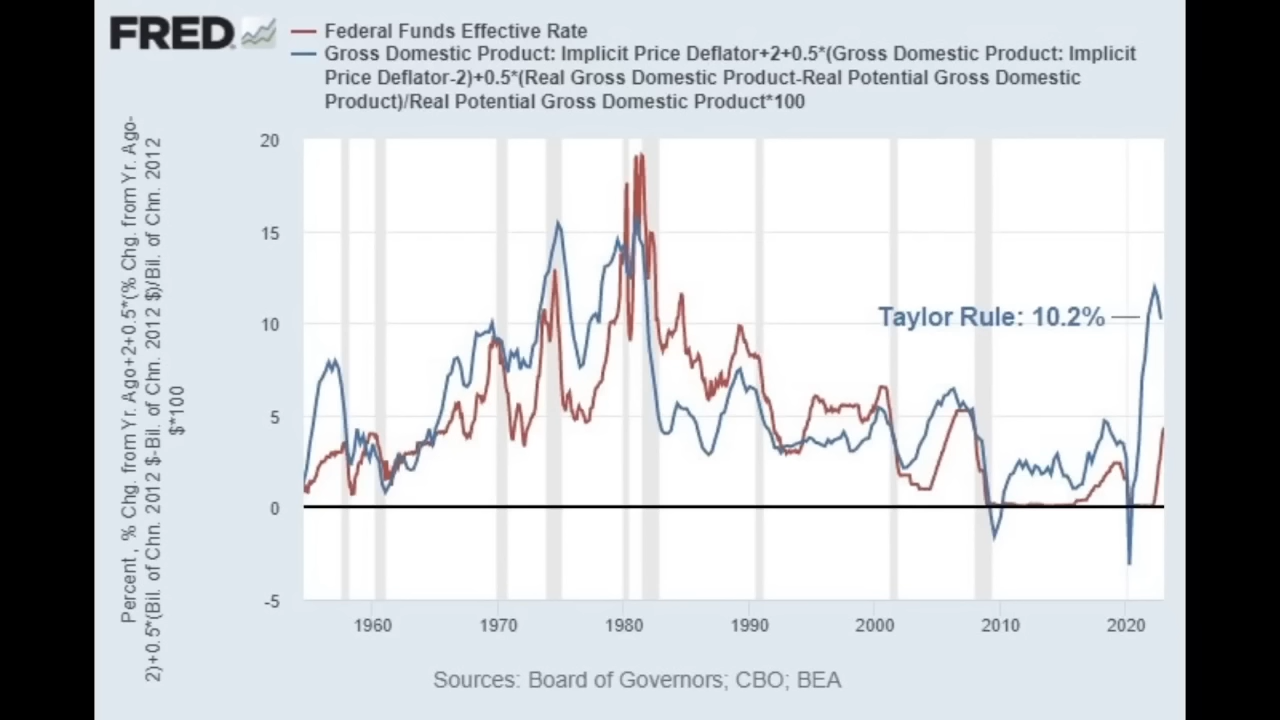 FRED
Federal Funds Effective Rate
Gross Domestic Product: Implicit Price Deflator+2+0.5*(Gross Domestic Product: Implicit
Price Deflator-2)+0.5*(Real Gross Domestic Product-Real Potential Gross Domestic
Product)/Real Potential Gross Domestic Product*100
Percent , % Chg. from Yr. Ago+2+0.5*(% Chg. from Yr. Ago-
2)+0.5*(Bil. of Chn. 2012 $-Bil. of Chn. 2012 $)/Bil. of Chn. 2012
$*100
20
15
10
5
0
-5
Taylor Rule: 10.2%
1960 1970 1980 1990 2000 2010 2020
Sources: Board of Governors; CBO; BEA